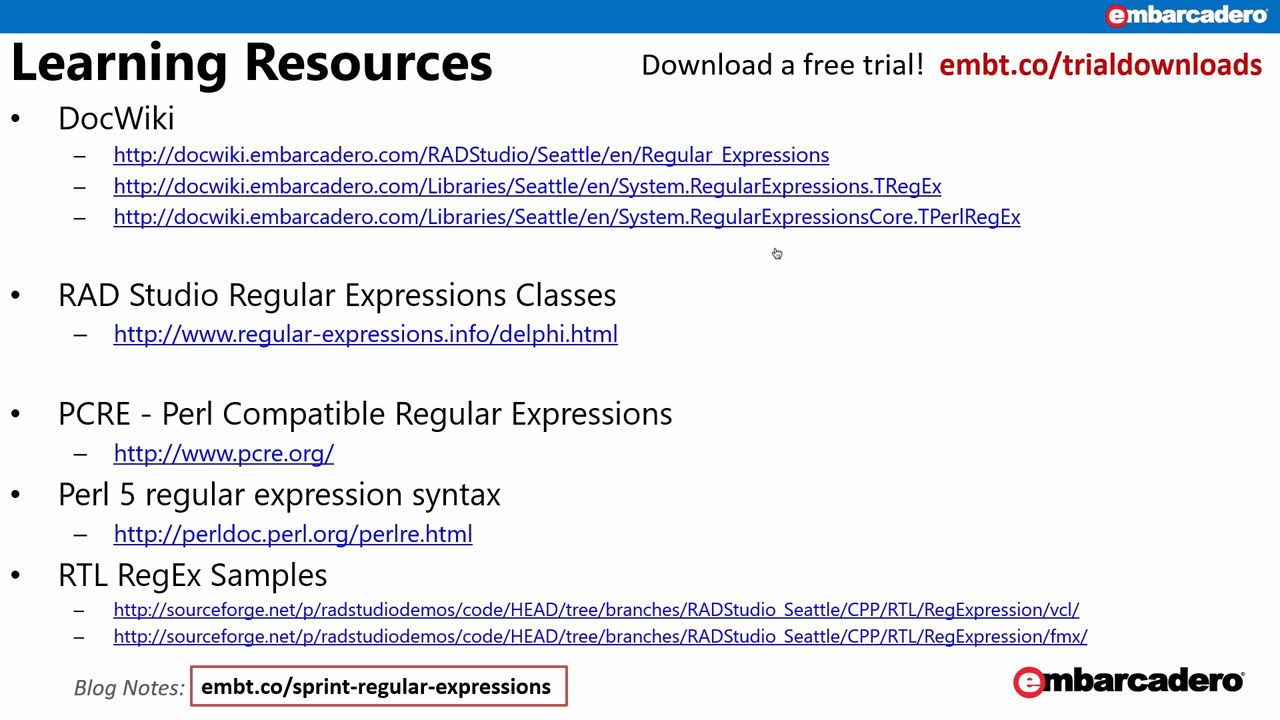 embarcadero
Learning Resources
Download a free trial! embt.co/trialdownloads
• DocWiki
– http://docwiki.embarcadero.com/RADStudio/Seattle/en/Regular_Expressions
– http://docwiki.embarcadero.com/Libraries/Seattle/en/System.RegularExpressions.TRegEx
– http://docwiki.embarcadero.com/Libraries/Seattle/en/System.RegularExpressionsCore.TPerlRegEx
• RAD Studio Regular Expressions Classes
– http://www.regular-expressions.info/delphi.html
• PCRE - Perl Compatible Regular Expressions
– http://www.pcre.org/
• Perl 5 regular expression syntax
– http://perldoc.perl.org/perlre.html
• RTL RegEx Samples
– http://sourceforge.net/p/radstudiodemos/code/HEAD/tree/branches/RADStudio_Seattle/CPP/RTL/RegExpression/vcl/
– http://sourceforge.net/p/radstudiodemos/code/HEAD/tree/branches/RADStudio_Seattle/CPP/RTL/RegExpression/fmx/
Blog Notes: embt.co/sprint-regular-expressions
embarcadero